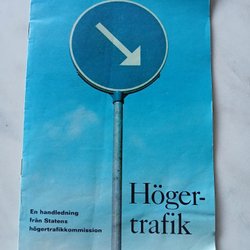 Höger-
trafik
En handledning
från Statens
högertrafikkommission